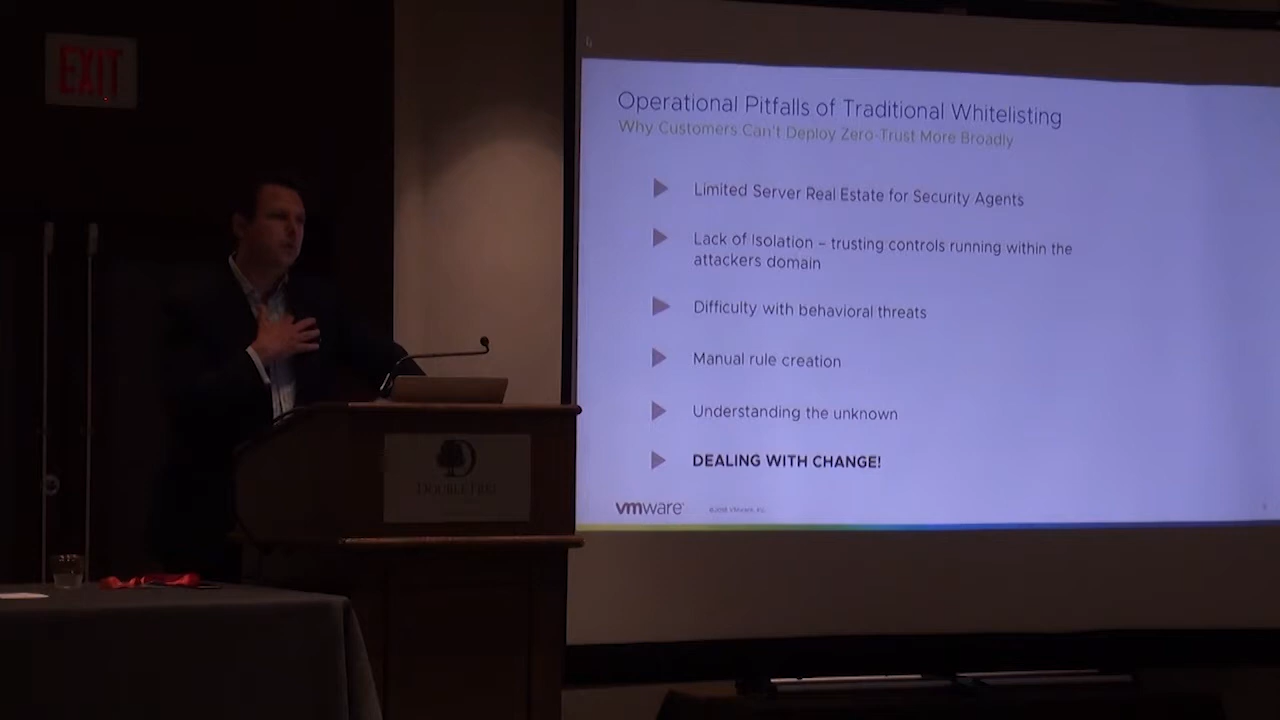 EXIT
Operational Pitfalls of Traditional Whitelisting
Why Customers Can't Deploy Zero-Trust More Broadly
Limited Server Real Estate for Security Agents
Lack of Isolation – trusting controls running within the
attackers domain
Difficulty with behavioral threats
Manual rule creation
Understanding the unknown
DEALING WITH CHANGE!
vmware
DOUBLETREE